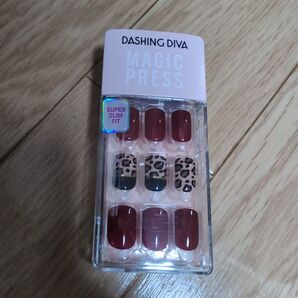 DASHING DIVA
MAGIC
PRESS
SUPER
SLIM
FIT